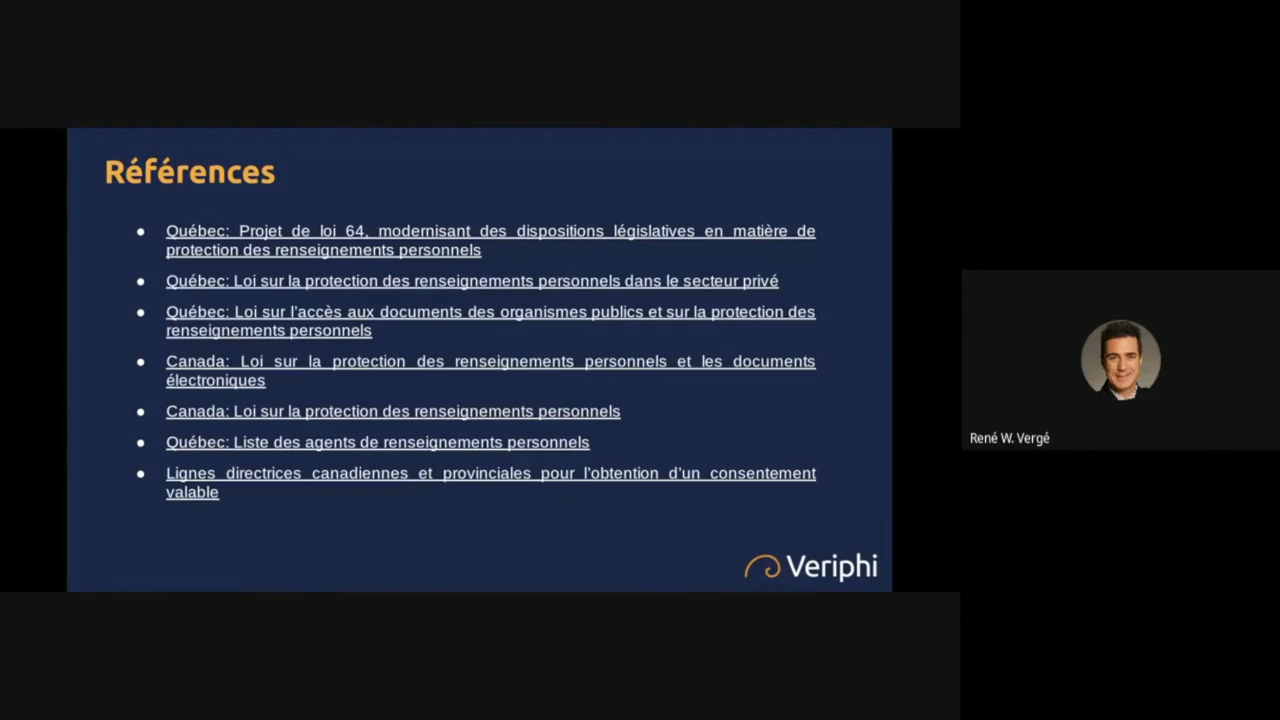 Références
● Québec: Projet de loi 64, modernisant des dispositions législatives en matière de
protection des renseignements personnels
● Québec: Loi sur la protection des renseignements personnels dans le secteur privé
● Québec: Loi sur l'accès aux documents des organismes publics et sur la protection des
renseignements personnels
● Canada: Loi sur la protection des renseignements personnels et les documents
électroniques
● Canada: Loi sur la protection des renseignements personnels
● Québec: Liste des agents de renseignements personnels
● Lignes directrices canadiennes et provinciales pour l'obtention d'un consentement
valable
Veriphi
René W. Vergé